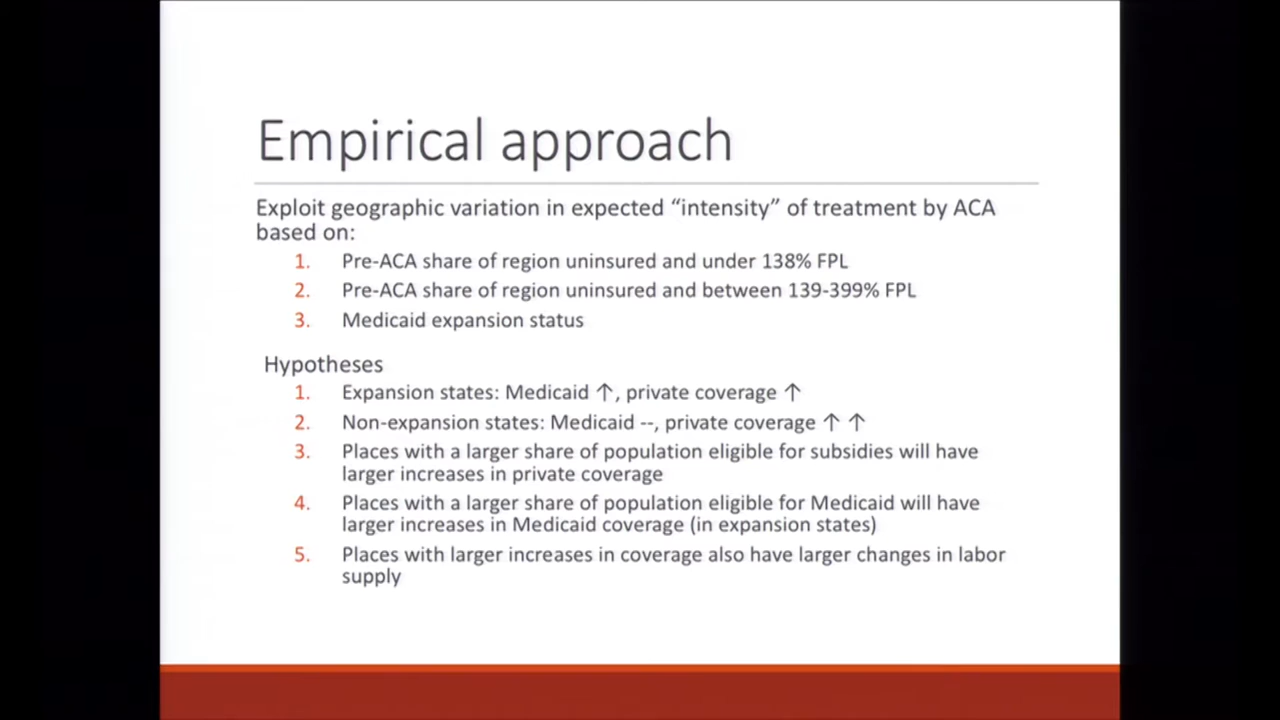 Empirical approach
Exploit geographic variation in expected “intensity” of treatment by ACA
based on:
1. Pre-ACA share of region uninsured and under 138% FPL
2. Pre-ACA share of region uninsured and between 139-399% FPL
3. Medicaid expansion status
Hypotheses
1. Expansion states: Medicaid ↑, private coverage ↑
2. Non-expansion states: Medicaid --, private coverage ↑ ↑
3. Places with a larger share of population eligible for subsidies will have
larger increases in private coverage
4. Places with a larger share of population eligible for Medicaid will have
larger increases in Medicaid coverage (in expansion states)
5. Places with larger increases in coverage also have larger changes in labor
supply